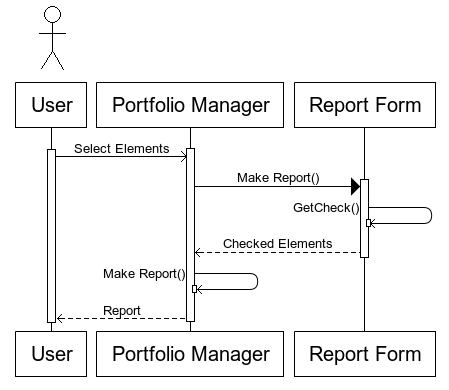 User
Portfolio Manager
Report Form
Select Elements
Make Report()
GetCheck()
Checked Elements
Make Report()
Report
User
Portfolio Manager
Report Form